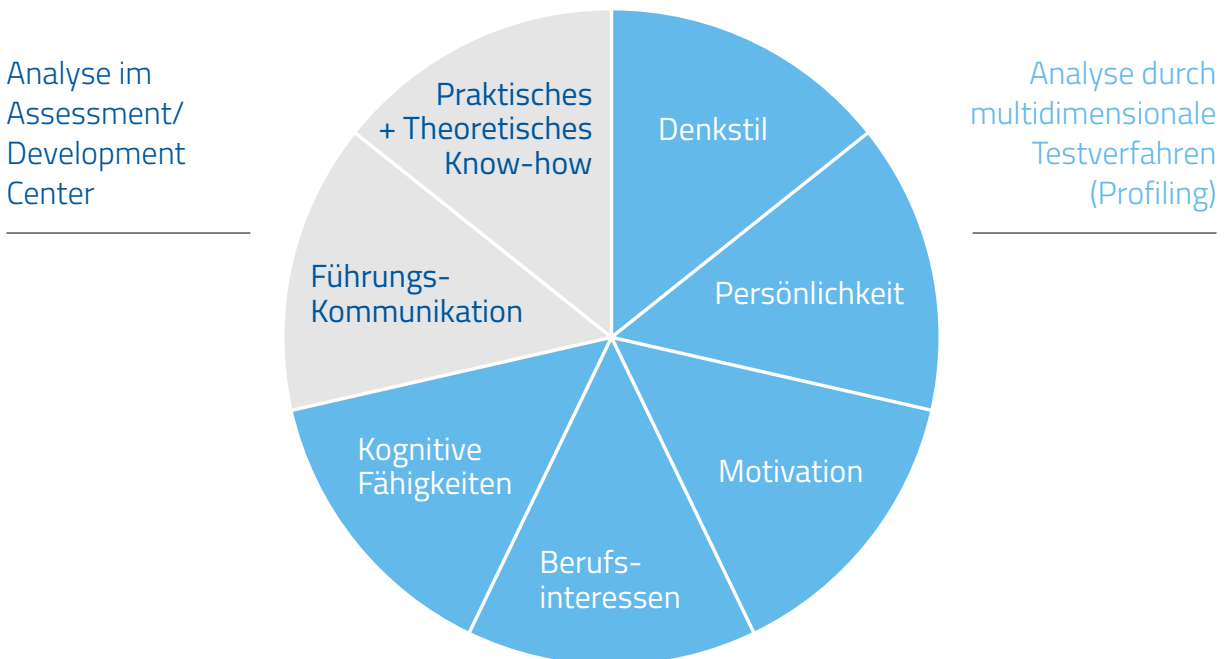 Analyse im
Assessment/
Development
Center
Praktisches
+ Theoretisches
Know-how
Denkstil
Analyse durch
multidimensionale
Testverfahren
(Profiling)
Führungs-
Kommunikation
Persönlichkeit
Kognitive
Fähigkeiten
Motivation
Berufs-
interessen